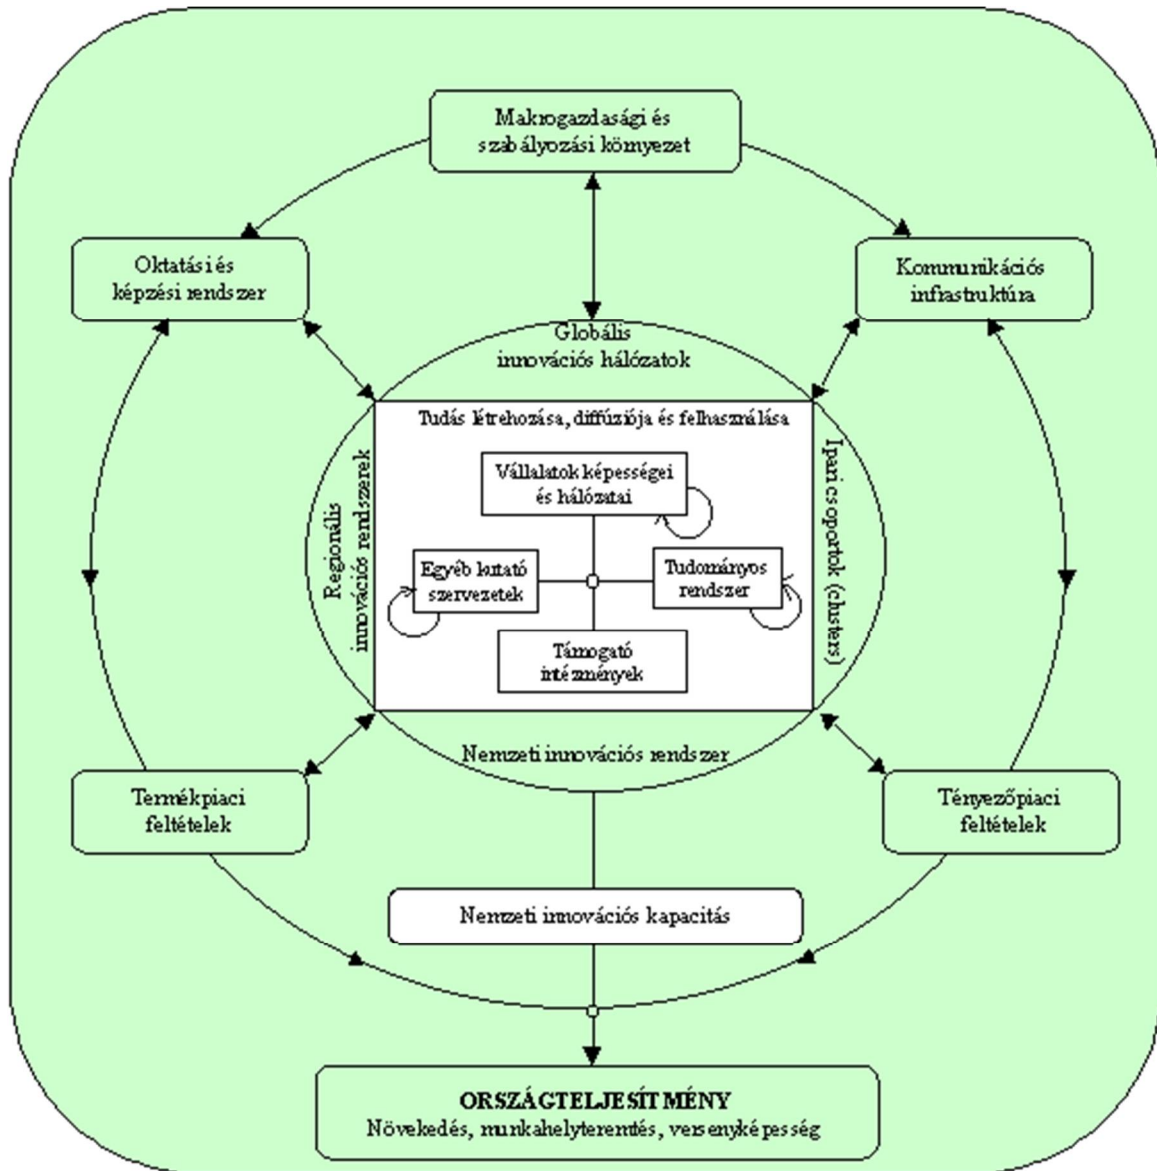 Makrogazdasági és
szabályozási környezet
Oktatási és
képzési rendszer
Kommunikációs
infrastruktúra
Globális
innovációs hálózatok
Tudás létrehozása, diffúziója és felhasználása
Regionális
innovációs rendszerek
Ipari csoportok (clusters)
Vállalatok képességei
és hálózatai
Egyéb kutató
szervezetek
Tudományos
rendszer
Támogató
intézmények
Nemzeti innovációs rendszer
Termékpiaci
feltételek
Tényezőpiaci
feltételek
Nemzeti innovációs kapacitás
ORSZÁGTELJESÍTMÉNY
Növekedés, munkahelyteremtés, versenyképesség